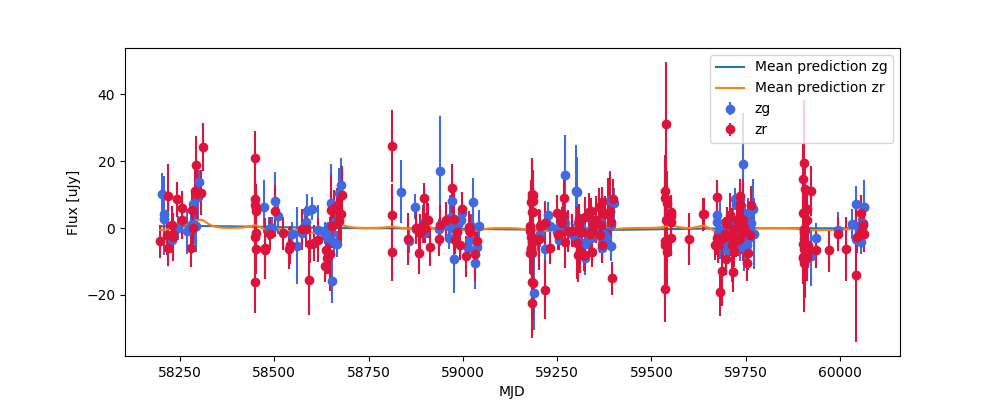 Mean prediction zg
Mean prediction zr
zg
zr
Flux [uJy]
40
20
0
−20
58250 58500 58750 59000 59250 59500 59750 60000
MJD